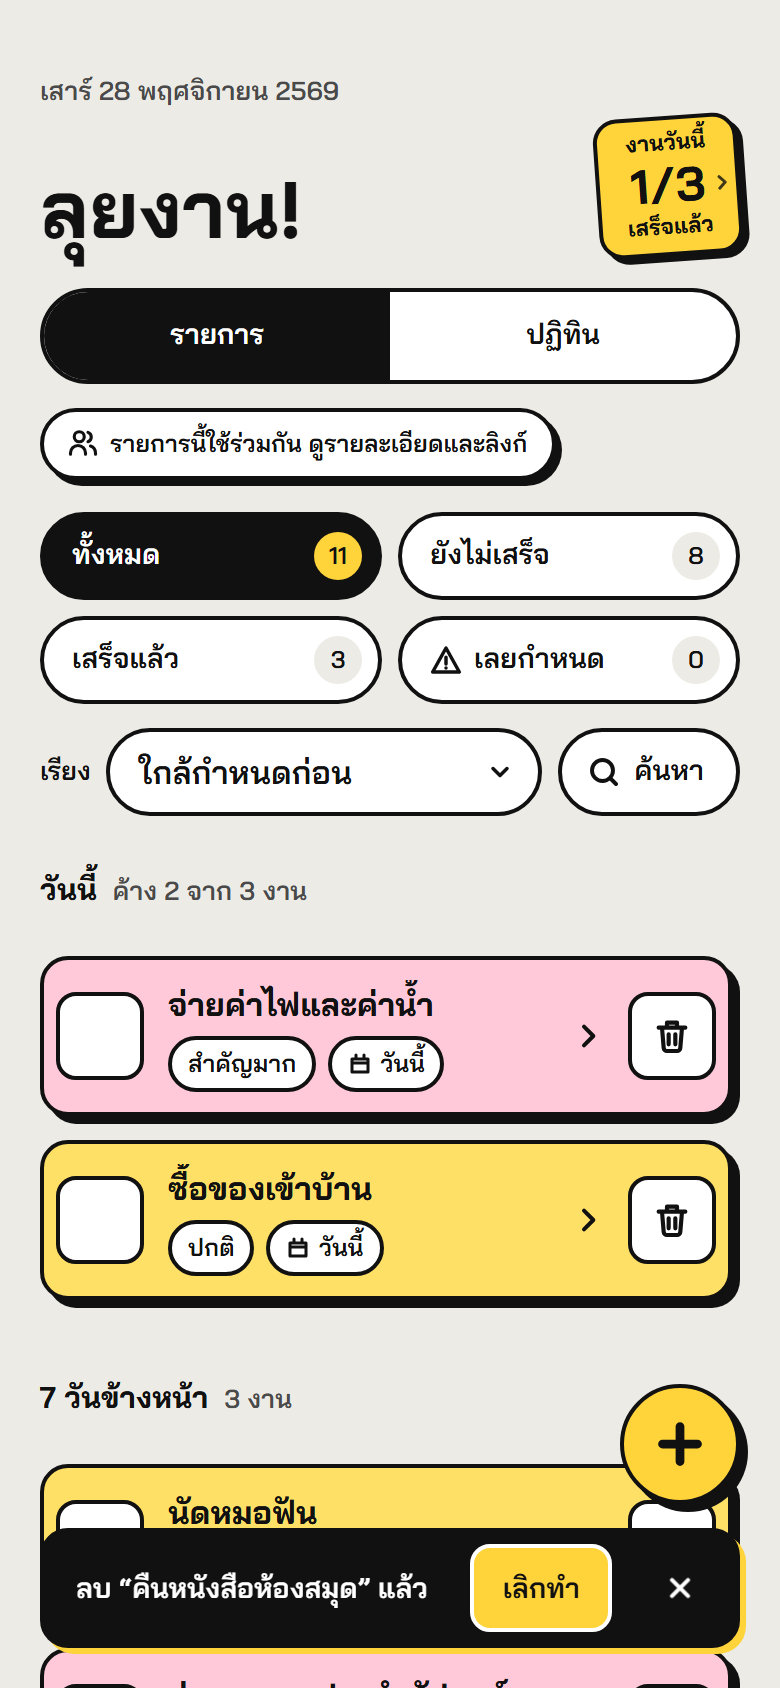 เสาร์ 28 พฤศจิกายน 2569
งานวันนี้
1/3
เสร็จแล้ว
ลุยงาน!
รายการ
ปฏิทิน
รายการนี้ใช้ร่วมกัน ดูรายละเอียดและลิงก์
ทั้งหมด 11
ยังไม่เสร็จ 8
เสร็จแล้ว 3
เลยกำหนด 0
เรียง
ใกล้กำหนดก่อน
ค้นหา
วันนี้ ค้าง 2 จาก 3 งาน
จ่ายค่าไฟและค่าน้ำ
สำคัญมาก วันนี้
ซื้อของเข้าบ้าน
ปกติ วันนี้
7 วันข้างหน้า 3 งาน
นัดหมอฟัน
ลบ “คืนหนังสือห้องสมุด” แล้ว
เลิกทำ